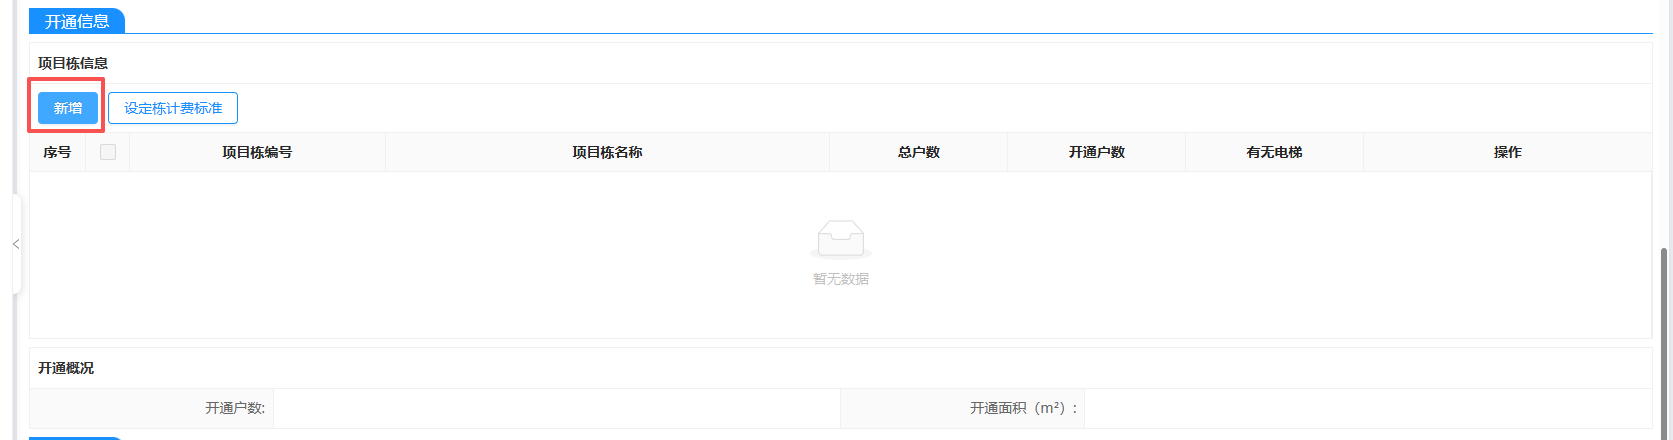 开通信息
项目栋信息
新增 设定栋计费标准
序号 项目栋编号 项目栋名称 总户数 开通户数 有无电梯 操作
暂无数据
开通概况
开通户数: 开通面积（m²）: